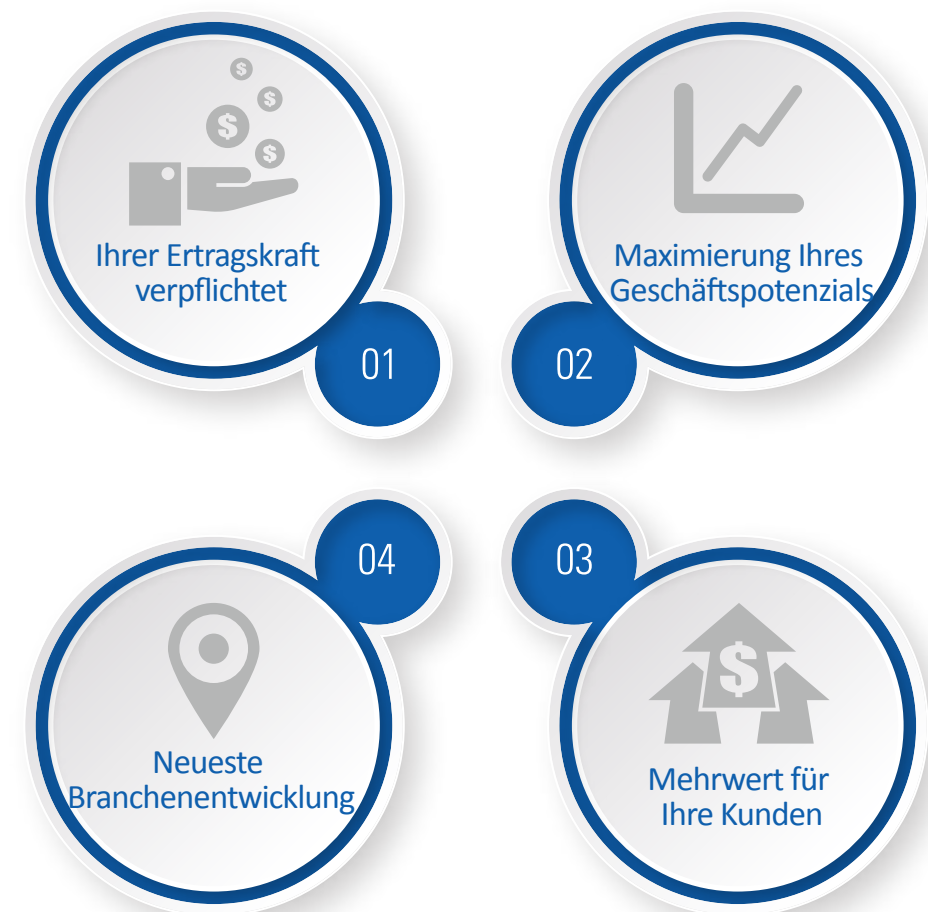 $
$
$
$
Ihrer Ertragskraft
verpflichtet
01
Maximierung Ihres
Geschäftspotenzials
02
03
$
Mehrwert für
Ihre Kunden
04
Neueste
Branchenentwicklung